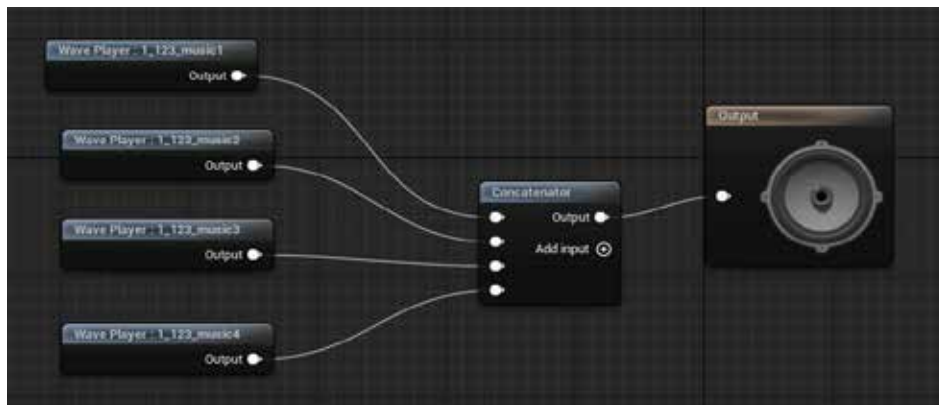 Wave Player : 1_123_music1
Output
Wave Player : 1_123_music2
Output
Wave Player : 1_123_music3
Output
Wave Player : 1_123_music4
Output
Concatenator
Output
Add input
Output